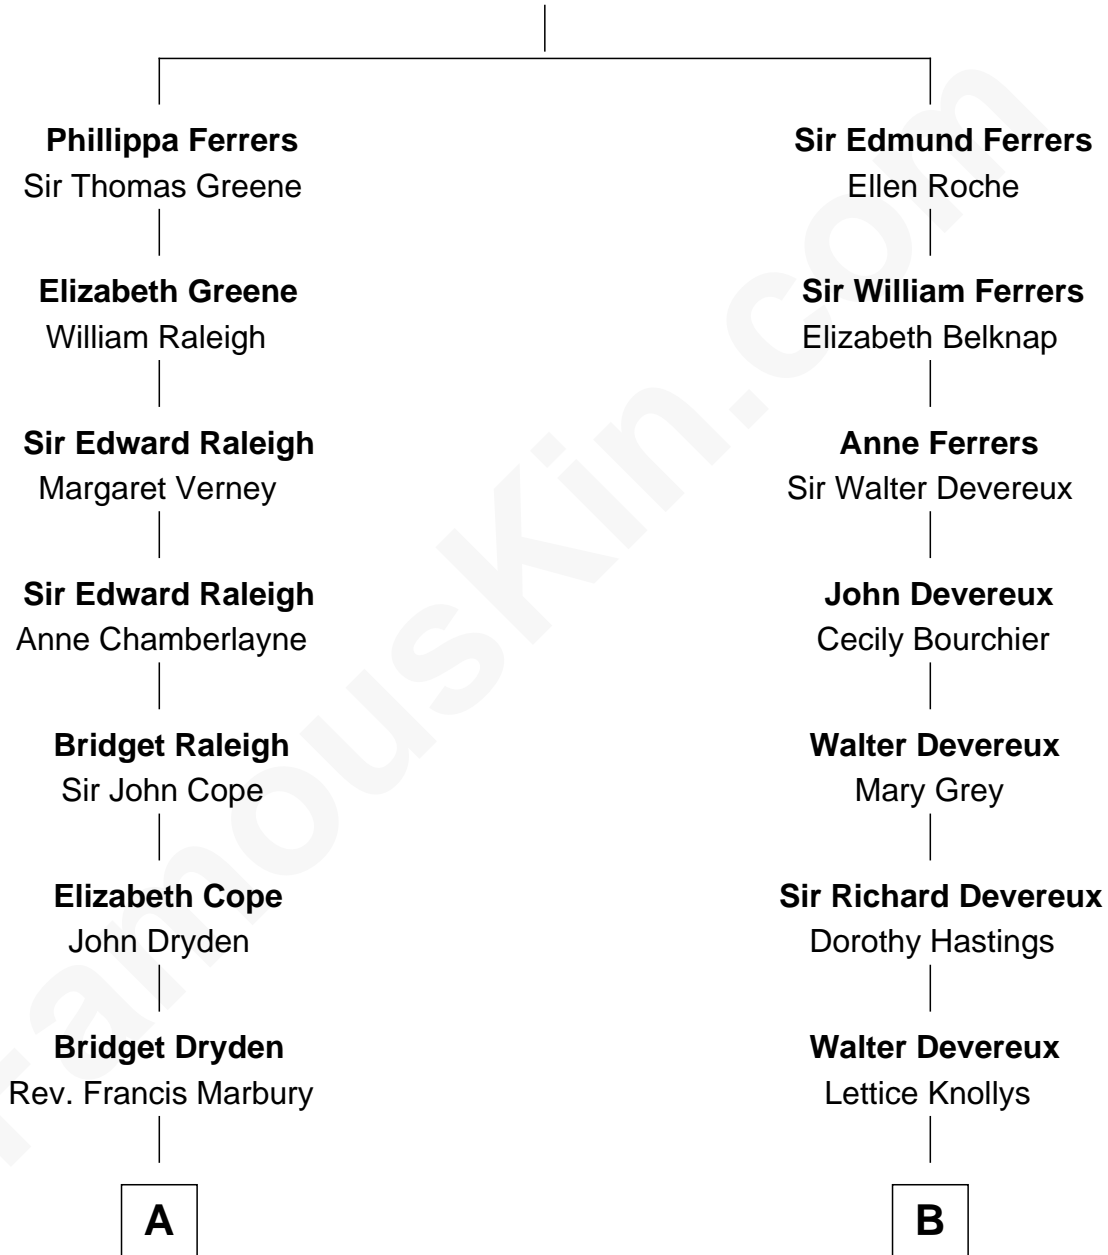 Phillippa Ferrers
Sir Thomas Greene
Elizabeth Greene
William Raleigh
Sir Edward Raleigh
Margaret Verney
Sir Edward Raleigh
Anne Chamberlayne
Bridget Raleigh
Sir John Cope
Elizabeth Cope
John Dryden
Bridget Dryden
Rev. Francis Marbury
A
Sir Edmund Ferrers
Ellen Roche
Sir William Ferrers
Elizabeth Belknap
Anne Ferrers
Sir Walter Devereux
John Devereux
Cecily Bourchier
Walter Devereux
Mary Grey
Sir Richard Devereux
Dorothy Hastings
Walter Devereux
Lettice Knollys
B
FamousKin.com